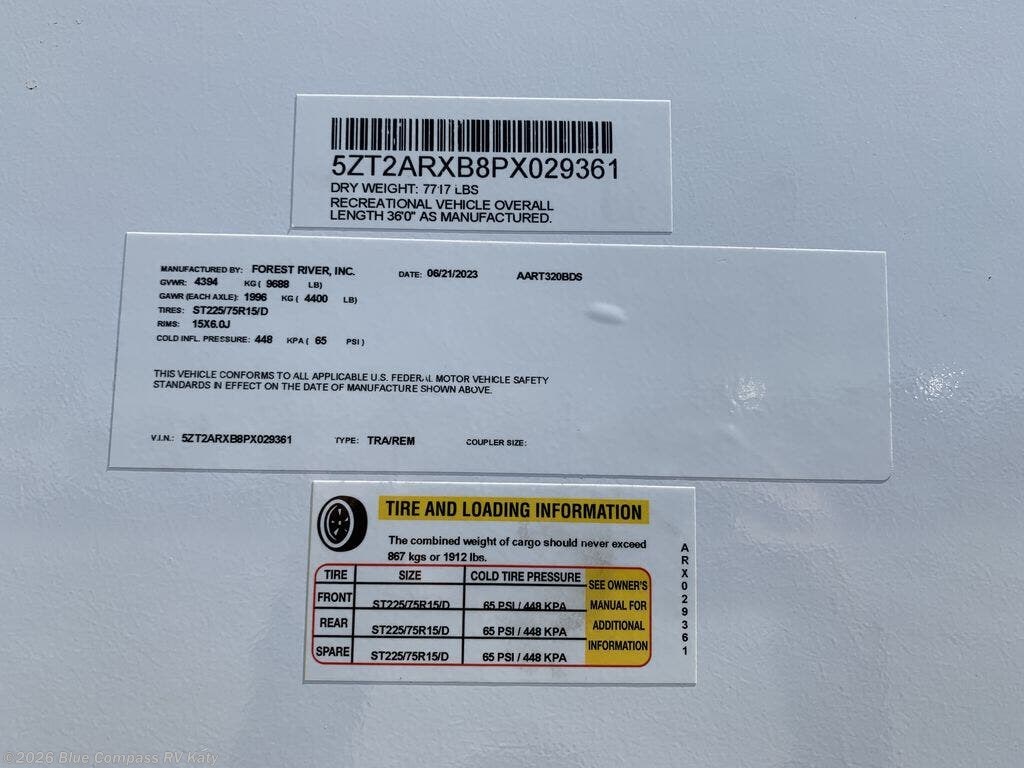 5ZT2ARXB8PX029361
DRY WEIGHT: 7717 LBS
RECREATIONAL VEHICLE OVERALL
LENGTH 36'0" AS MANUFACTURED.
MANUFACTURED BY: FOREST RIVER, INC. DATE: 06/21/2023 AART320BDS
GVWR: 4394 KG ( 9688 LB)
GAWR (EACH AXLE): 1996 KG ( 4400 LB)
TIRES: ST225/75R15/D
RIMS: 15X6.0J
COLD INFL. PRESSURE: 448 KPA ( 65 PSI )
THIS VEHICLE CONFORMS TO ALL APPLICABLE U.S. FEDERAL MOTOR VEHICLE SAFETY
STANDARDS IN EFFECT ON THE DATE OF MANUFACTURE SHOWN ABOVE.
V.I.N.: 5ZT2ARXB8PX029361 TYPE: TRA/REM COUPLER SIZE:
TIRE AND LOADING INFORMATION
The combined weight of cargo should never exceed
867 kgs or 1912 lbs.
TIRE SIZE COLD TIRE PRESSURE SEE OWNER'S
FRONT ST225/75R15/D 65 PSI / 448 KPA MANUAL FOR
REAR ST225/75R15/D 65 PSI / 448 KPA ADDITIONAL
SPARE ST225/75R15/D 65 PSI / 448 KPA INFORMATION
ARX029361
©2026 Blue Compass RV Katy